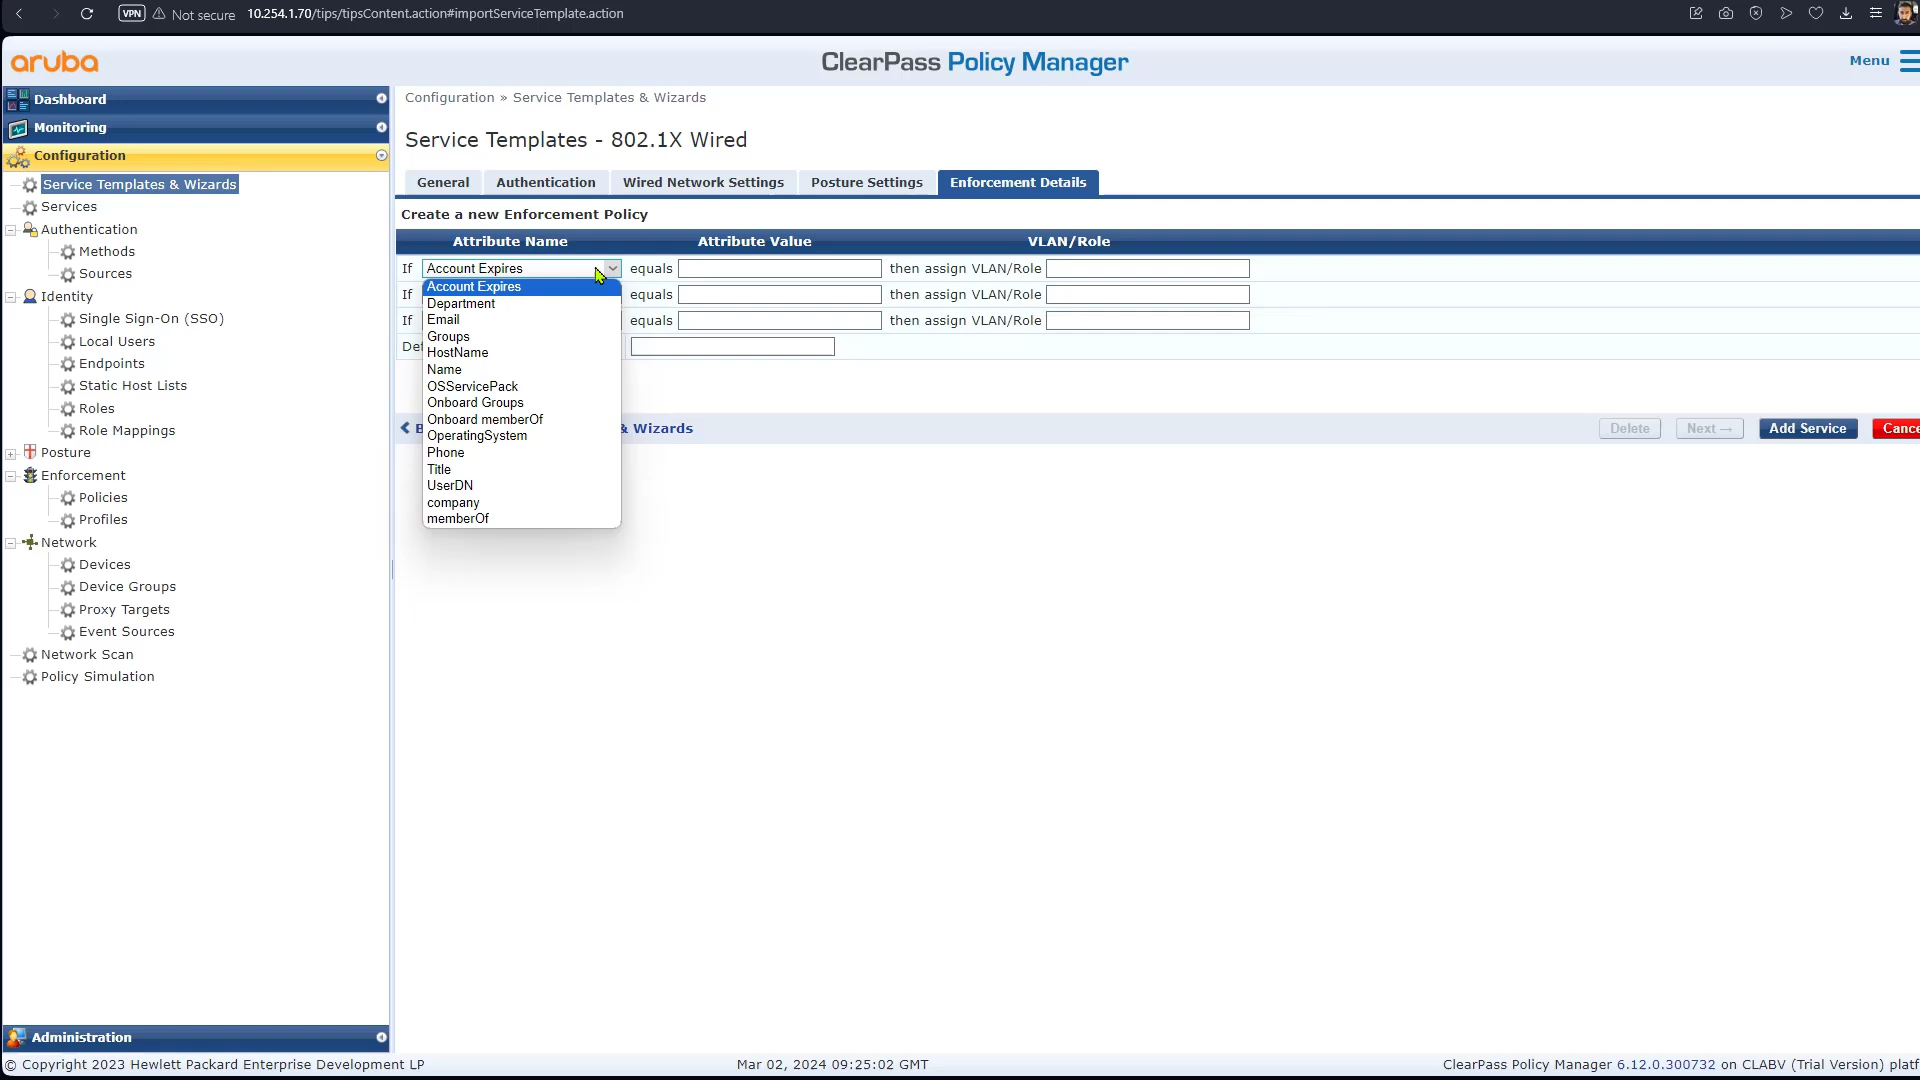 VPN Not secure 10.254.1.70/tips/tipsContent.action#importServiceTemplate.action
aruba
ClearPass Policy Manager
Menu
Dashboard
Monitoring
Configuration
Service Templates & Wizards
Services
Authentication
Methods
Sources
Identity
Single Sign-On (SSO)
Local Users
Endpoints
Static Host Lists
Roles
Role Mappings
Posture
Enforcement
Policies
Profiles
Network
Devices
Device Groups
Proxy Targets
Event Sources
Network Scan
Policy Simulation
Administration
Configuration » Service Templates & Wizards
Service Templates - 802.1X Wired
General Authentication Wired Network Settings Posture Settings Enforcement Details
Create a new Enforcement Policy
Attribute Name Attribute Value VLAN/Role
If Account Expires equals then assign VLAN/Role
If equals then assign VLAN/Role
If equals then assign VLAN/Role
De
Account Expires
Department
Email
Groups
HostName
Name
OSServicePack
Onboard Groups
Onboard memberOf
OperatingSystem
Phone
Title
UserDN
company
memberOf
& Wizards
Delete Next → Add Service Cance
© Copyright 2023 Hewlett Packard Enterprise Development LP Mar 02, 2024 09:25:02 GMT ClearPass Policy Manager 6.12.0.300732 on CLABV (Trial Version) platf